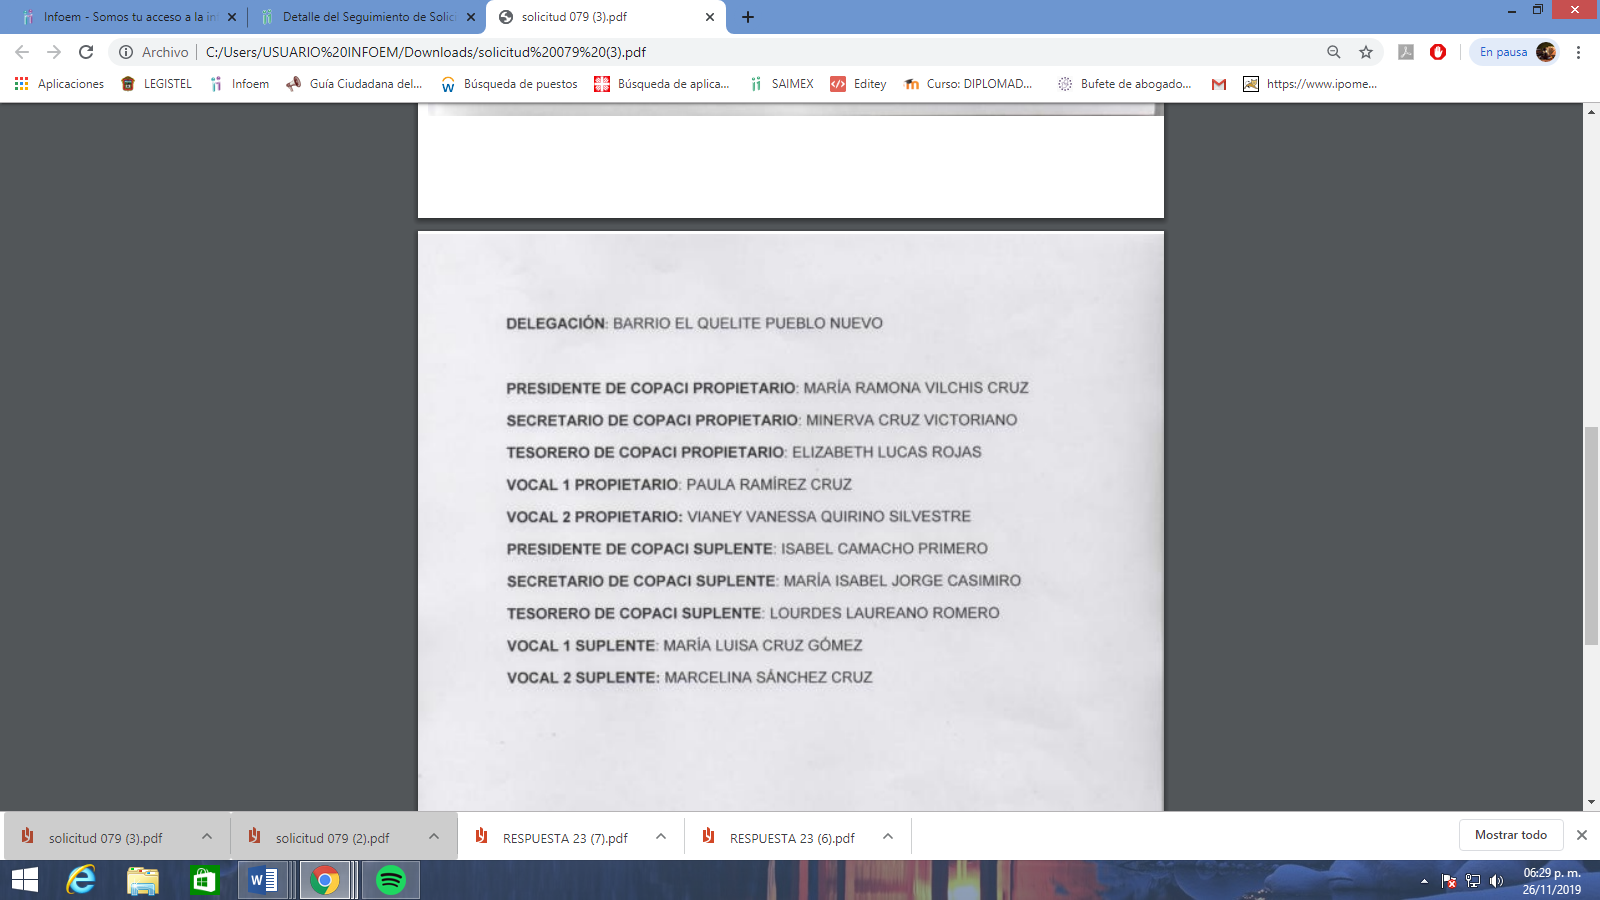 Infoem - Somos tu acceso a la in
Detalle del Seguimiento de Solici
solicitud 079 (3).pdf
Archivo
C:/Users/USUARIO%20INFOEM/Downloads/solicitud%20079%20(3).pdf
En pausa
Aplicaciones
LEGISTEL
Infoem
Guía Ciudadana del...
Búsqueda de puestos
Búsqueda de aplica...
SAIMEX
Editey
Curso: DIPLOMAD...
Bufete de abogado...
https://www.ipome...
DELEGACIÓN: BARRIO EL QUELITE PUEBLO NUEVO
PRESIDENTE DE COPACI PROPIETARIO: MARÍA RAMONA VILCHIS CRUZ
SECRETARIO DE COPACI PROPIETARIO: MINERVA CRUZ VICTORIANO
TESORERO DE COPACI PROPIETARIO: ELIZABETH LUCAS ROJAS
VOCAL 1 PROPIETARIO: PAULA RAMÍREZ CRUZ
VOCAL 2 PROPIETARIO: VIANEY VANESSA QUIRINO SILVESTRE
PRESIDENTE DE COPACI SUPLENTE: ISABEL CAMACHO PRIMERO
SECRETARIO DE COPACI SUPLENTE: MARÍA ISABEL JORGE CASIMIRO
TESORERO DE COPACI SUPLENTE: LOURDES LAUREANO ROMERO
VOCAL 1 SUPLENTE: MARÍA LUISA CRUZ GÓMEZ
VOCAL 2 SUPLENTE: MARCELINA SÁNCHEZ CRUZ
solicitud 079 (3).pdf
solicitud 079 (2).pdf
RESPUESTA 23 (7).pdf
RESPUESTA 23 (6).pdf
Mostrar todo
06:29 p. m.
26/11/2019